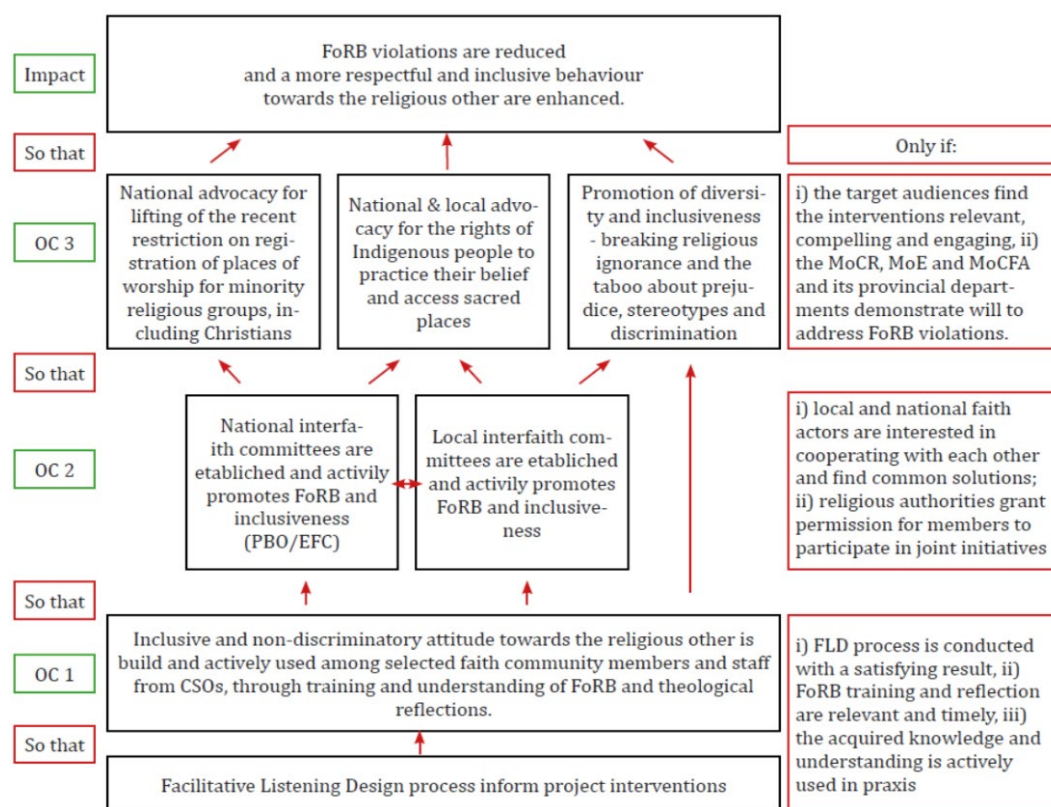 Impact
FoRB violations are reduced
and a more respectful and inclusive behaviour
towards the religious other are enhanced.
So that
Only if:
OC 3
National advocacy for
lifting of the recent
restriction on regi-
stration of places of
worship for minority
religious groups, in-
cluding Christians
National & local advo-
cacy for the rights of
Indigenous people to
practice their belief
and access sacred
places
Promotion of diversi-
ty and inclusiveness
- breaking religious
ignorance and the
taboo about preju-
dice, stereotypes and
discrimination
i) the target audiences find
the interventions relevant,
compelling and engaging, ii)
the MoCR, MoE and MoCFA
and its provincial depart-
ments demonstrate will to
address FoRB violations.
So that
OC 2
National interfa-
ith committees are
etabliched and activily
promotes FoRB and
inclusiveness
(PBO/EFC)
Local interfaith com-
mittees are etabliched
and activily promotes
FoRB and inclusive-
ness
i) local and national faith
actors are interested in
cooperating with each other
and find common solutions;
ii) religious authorities grant
permission for members to
participate in joint initiatives
So that
OC 1
Inclusive and non-discriminatory attitude towards the religious other is
build and actively used among selected faith community members and staff
from CSOs, through training and understanding of FoRB and theological
reflections.
i) FLD process is conducted
with a satisfying result, ii)
FoRB training and reflection
are relevant and timely, iii)
the acquired knowledge and
understanding is actively
used in praxis
So that
Facilitative Listening Design process inform project interventions